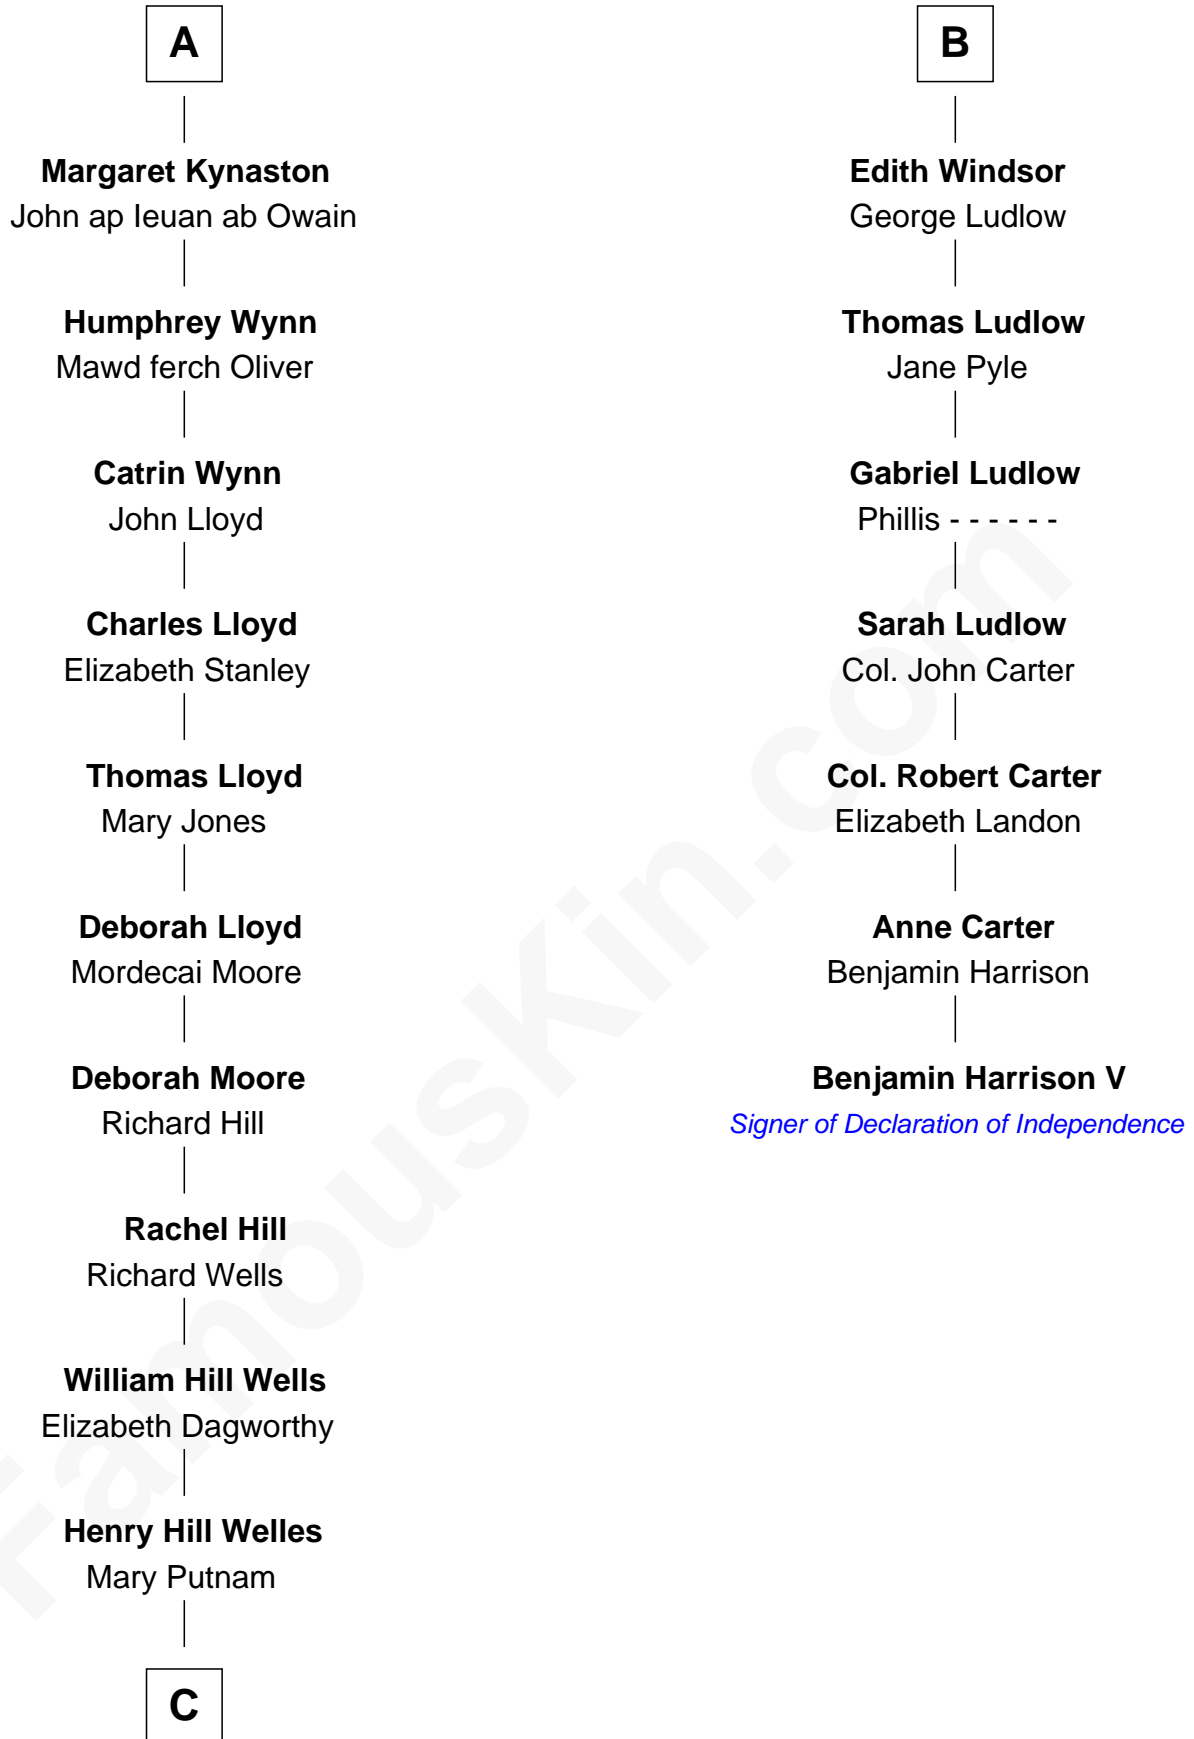 A
Margaret Kynaston
John ap Ieuan ab Owain
Humphrey Wynn
Mawd ferch Oliver
Catrin Wynn
John Lloyd
Charles Lloyd
Elizabeth Stanley
Thomas Lloyd
Mary Jones
Deborah Lloyd
Mordecai Moore
Deborah Moore
Richard Hill
Rachel Hill
Richard Wells
William Hill Wells
Elizabeth Dagworthy
Henry Hill Welles
Mary Putnam
C
B
Edith Windsor
George Ludlow
Thomas Ludlow
Jane Pyle
Gabriel Ludlow
Phillis - - - - - -
Sarah Ludlow
Col. John Carter
Col. Robert Carter
Elizabeth Landon
Anne Carter
Benjamin Harrison
Benjamin Harrison V
Signer of Declaration of Independence
FamousKin.com